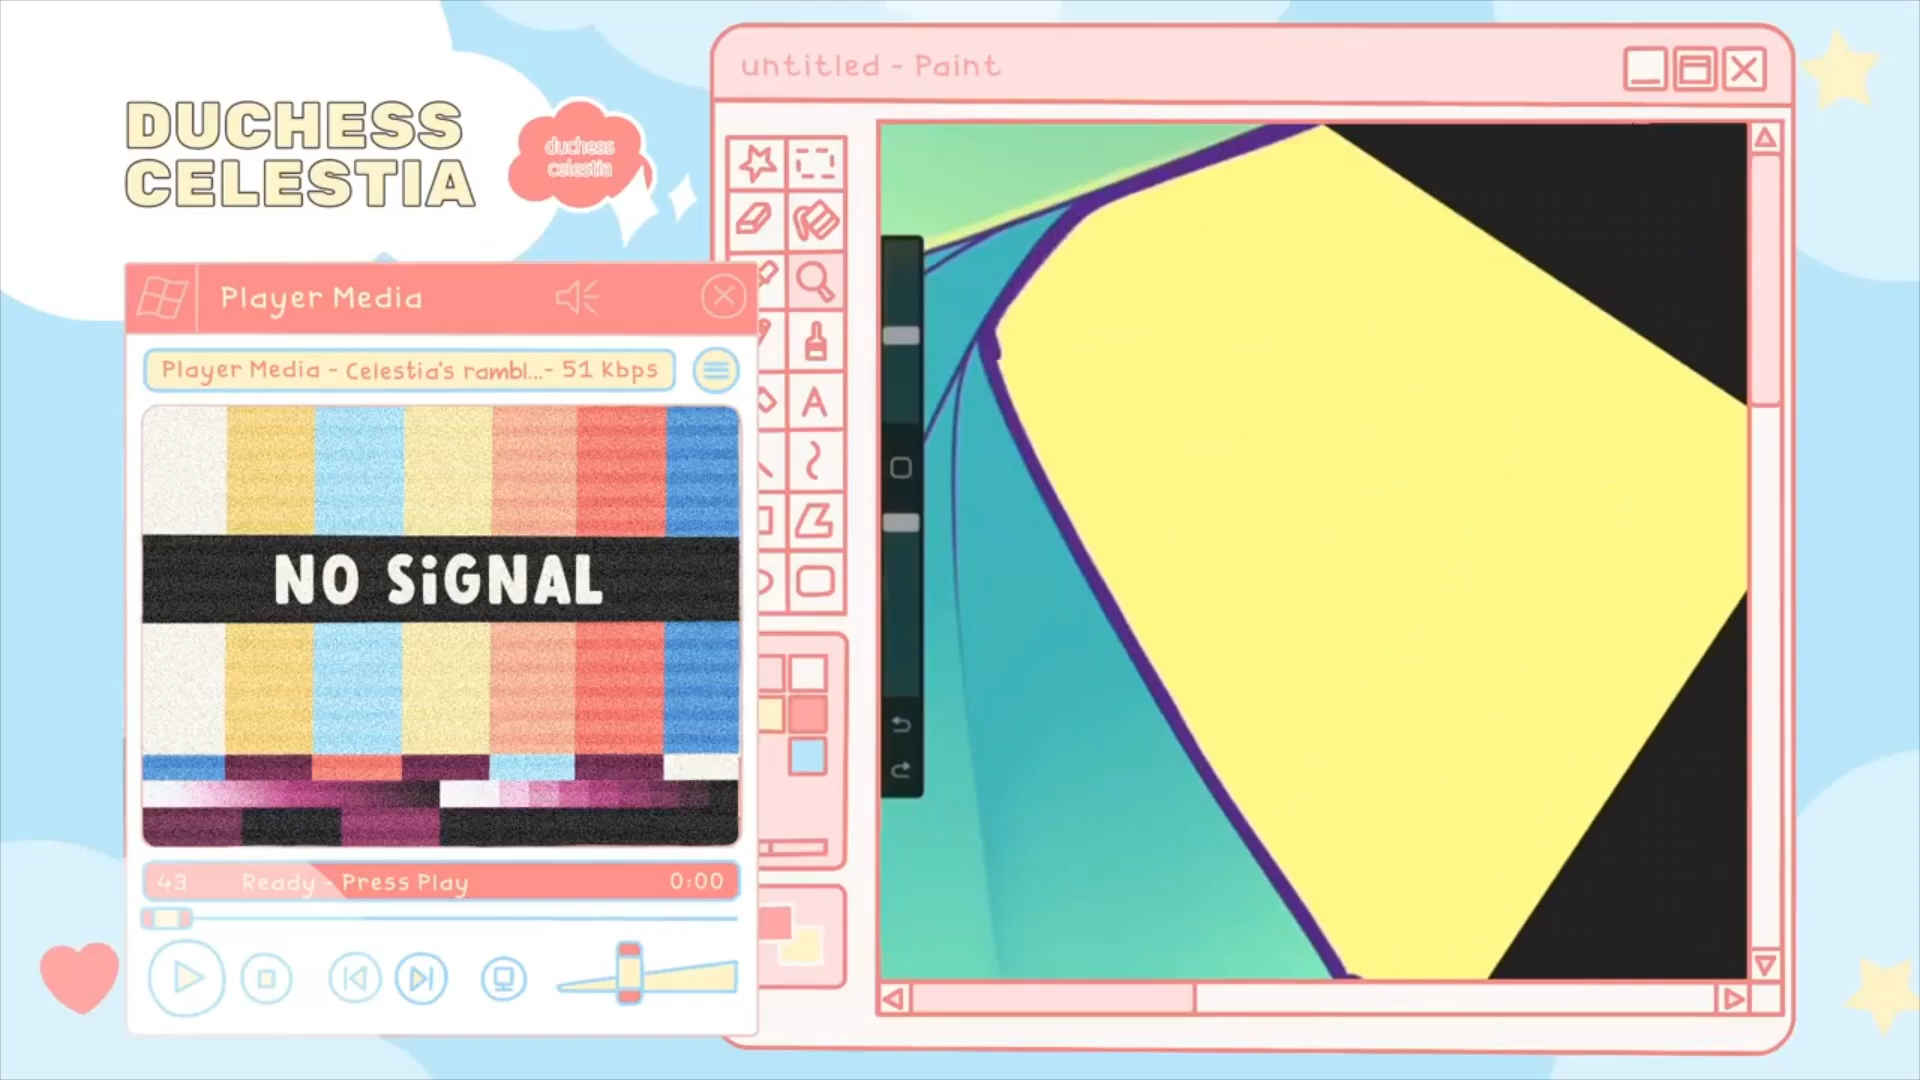 untitled - Paint
DUCHESS
CELESTIA
duchess
celestia
Player Media
Player Media - Celestia's rambl...- 51 Kbps
A
NO SiGNAL
43 Ready - Press Play 0:00